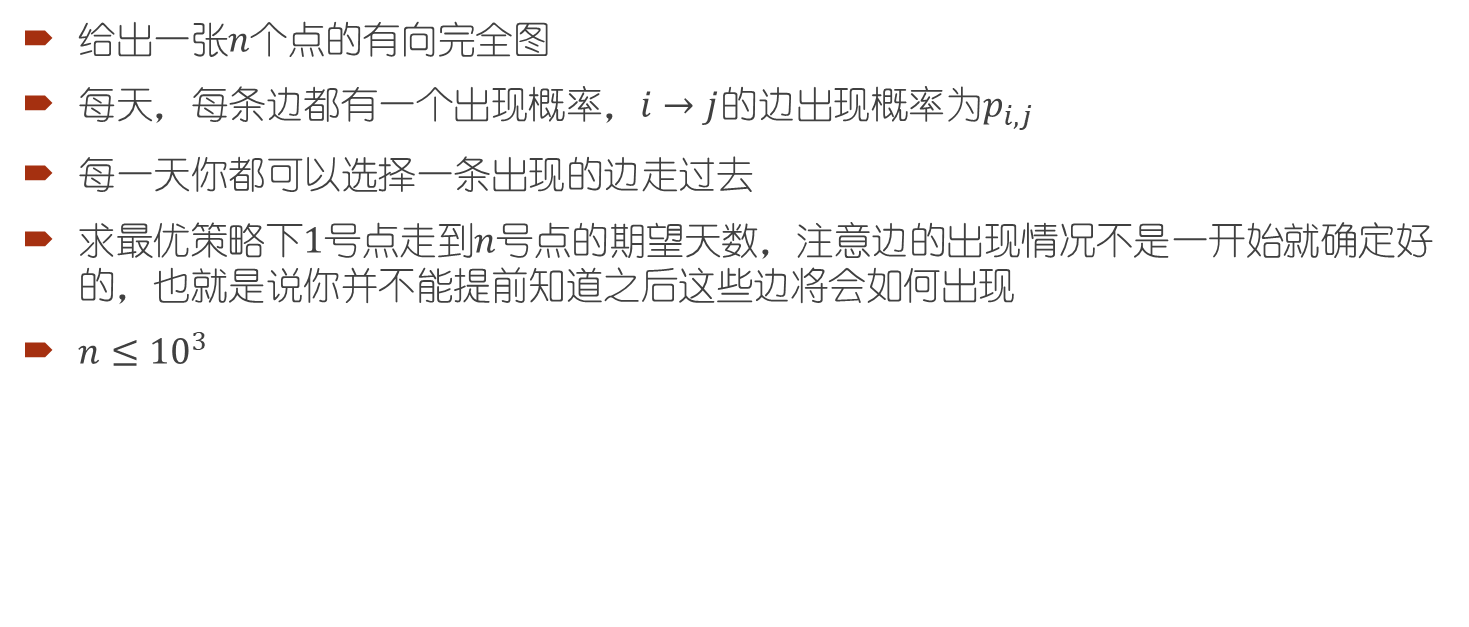 给出一张n个点的有向完全图
每天，每条边都有一个出现概率，i → j的边出现概率为p_{i,j}
每一天你都可以选择一条出现的边走过去
求最优策略下1号点走到n号点的期望天数，注意边的出现情况不是一开始就确定好
的，也就是说你并不能提前知道之后这些边将会如何出现
n ≤ 10³